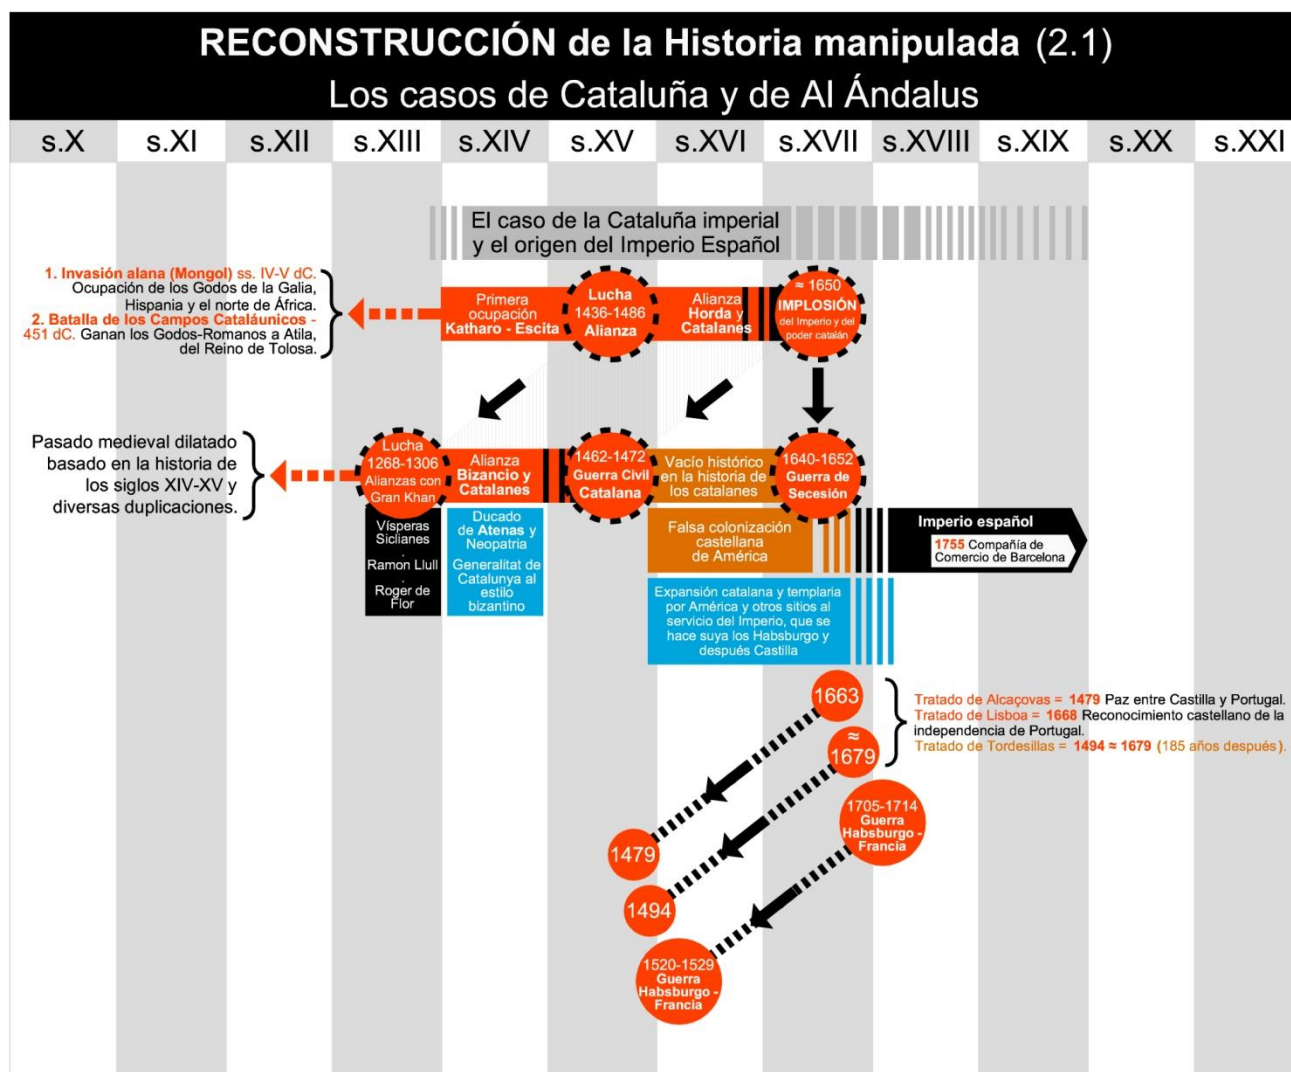 RECONSTRUCCIÓN de la Historia manipulada (2.1)
Los casos de Cataluña y de Al Ándalus
s.X s.XI s.XII s.XIII s.XIV s.XV s.XVI s.XVII s.XVIII s.XIX s.XX s.XXI
El caso de la Cataluña imperial
y el origen del Imperio Español
1. Invasión alana (Mongol) ss. IV-V dC.
Ocupación de los Godos de la Galia,
Hispania y el norte de África.
2. Batalla de los Campos Cataláunicos -
451 dC. Ganan los Godos-Romanos a Atila,
del Reino de Tolosa.
Primera
ocupación
Katharo - Escita
Lucha
1436-1486
Alianza
Alianza
Horda y
Catalanes
≈ 1650
IMPLOSIÓN
del Imperio y del
poder catalán
Pasado medieval dilatado
basado en la historia de
los siglos XIV-XV y
diversas duplicaciones.
Lucha
1268-1306
Alianzas con
Gran Khan
Alianza
Bizancio y
Catalanes
1462-1472
Guerra Civil
Catalana
Vacío histórico
en la historia de
los catalanes
1640-1652
Guerra de
Secesión
Vísperas
Siclianes
.
Ramon Llull
.
Roger de
Flor
Ducado
de Atenas y
Neopatria
Generalitat de
Catalunya al
estilo
bizantino
Falsa colonización
castellana
de América
Imperio español
1755 Compañía de
Comercio de Barcelona
Expansión catalana y templaria
por América y otros sitios al
servicio del Imperio, que se
hace suya los Habsburgo y
después Castilla
1663
≈
1679
Tratado de Alcaçovas = 1479 Paz entre Castilla y Portugal.
Tratado de Lisboa = 1668 Reconocimiento castellano de la
independencia de Portugal.
Tratado de Tordesillas = 1494 ≈ 1679 (185 años después).
1705-1714
Guerra
Habsburgo -
Francia
1479
1494
1520-1529
Guerra
Habsburgo -
Francia